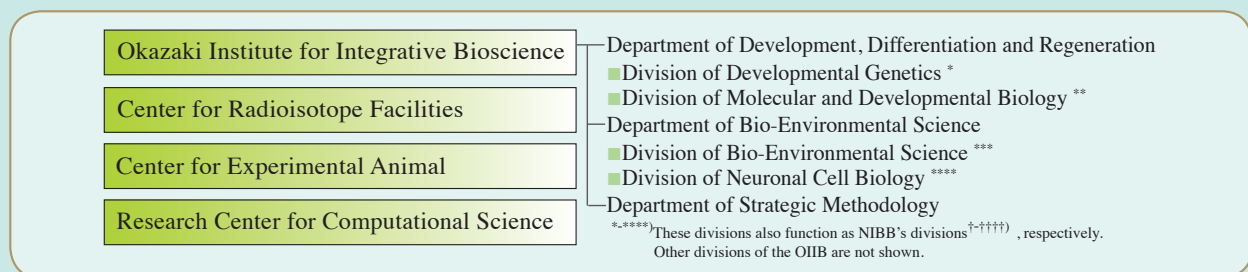 Okazaki Institute for Integrative Bioscience
Center for Radioisotope Facilities
Center for Experimental Animal
Research Center for Computational Science
Department of Development, Differentiation and Regeneration
Division of Developmental Genetics *
Division of Molecular and Developmental Biology **
Department of Bio-Environmental Science
Division of Bio-Environmental Science ***
Division of Neuronal Cell Biology ****
Department of Strategic Methodology
*-****)These divisions also function as NIBB's divisions†-††††) , respectively.
Other divisions of the OIIB are not shown.